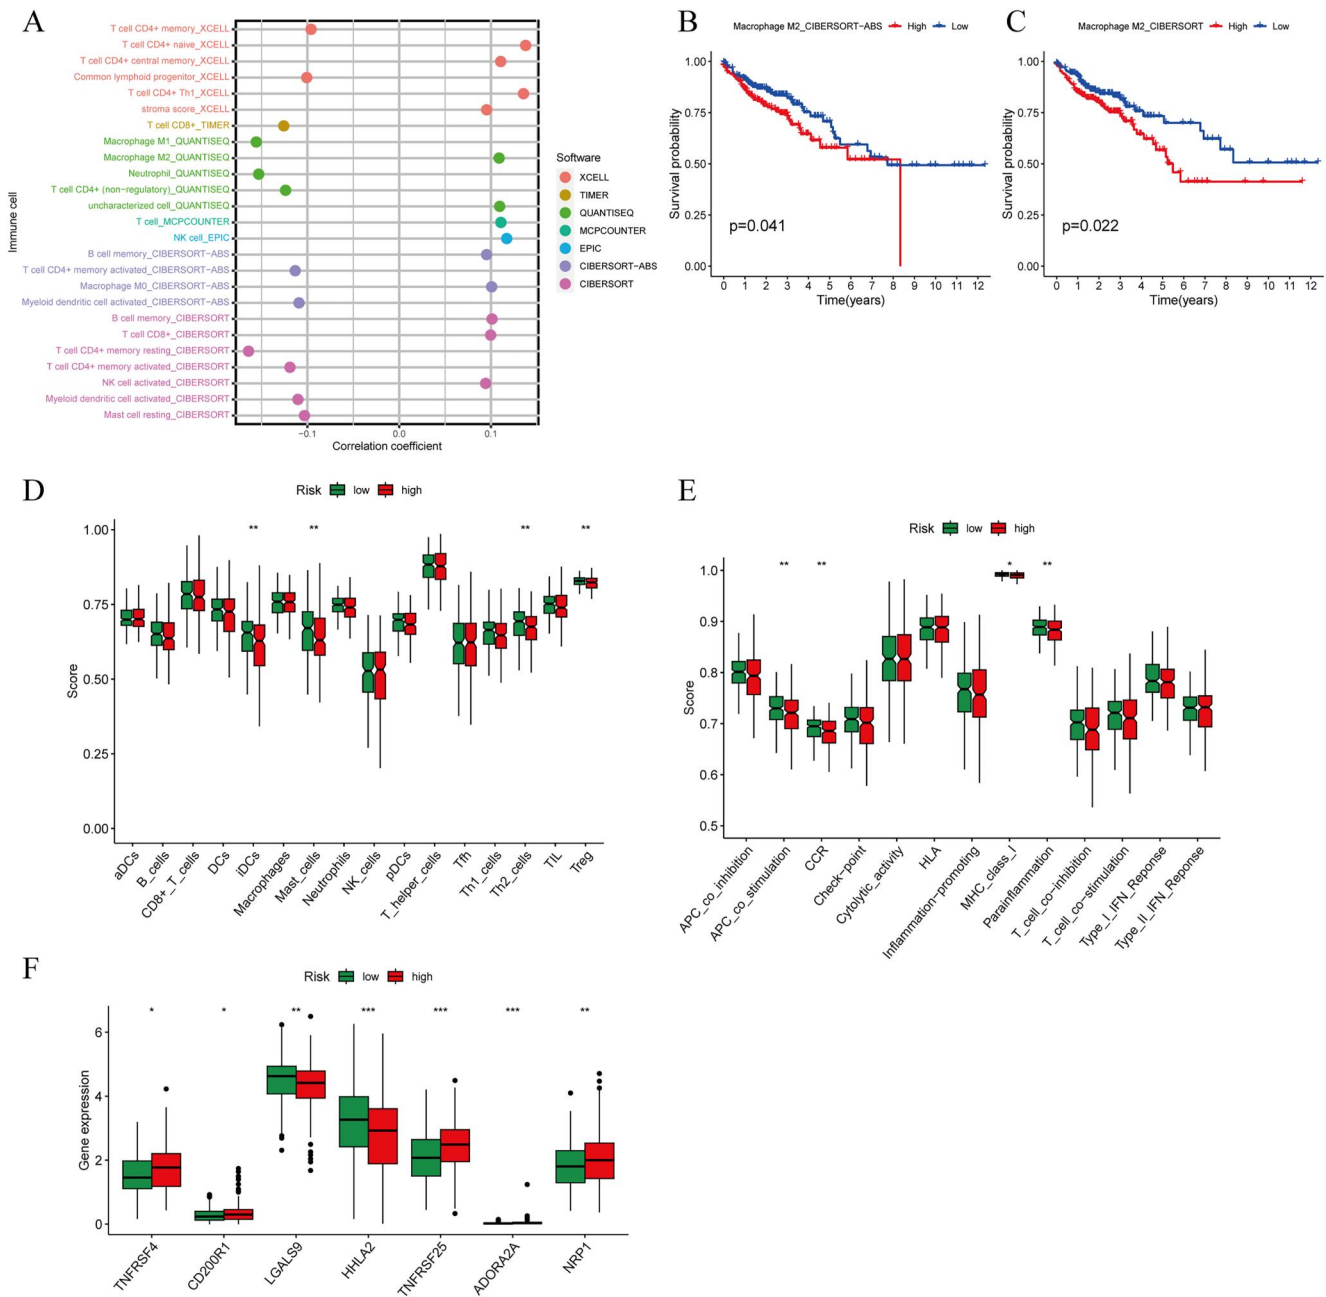 A
T cell CD4+ memory_XCELL
T cell CD4+ naive_XCELL
T cell CD4+ central memory_XCELL
Common lymphoid progenitor_XCELL
T cell CD4+ Th1_XCELL
stroma score_XCELL
T cell CD8+_TIMER
Macrophage M1_QUANTISEQ
Macrophage M2_QUANTISEQ
Neutrophil_QUANTISEQ
T cell CD4+ (non-regulatory)_QUANTISEQ
uncharacterized cell_QUANTISEQ
T cell_MCPCOUNTER
NK cell_EPIC
B cell memory_CIBERSORT-ABS
T cell CD4+ memory activated_CIBERSORT-ABS
Macrophage M0_CIBERSORT-ABS
Myeloid dendritic cell activated_CIBERSORT-ABS
B cell memory_CIBERSORT
T cell CD8+_CIBERSORT
T cell CD4+ memory resting_CIBERSORT
T cell CD4+ memory activated_CIBERSORT
NK cell activated_CIBERSORT
Myeloid dendritic cell activated_CIBERSORT
Mast cell resting_CIBERSORT
Immune cell
-0.1 0.0 0.1
Correlation coefficient
Software
XCELL
TIMER
QUANTISEQ
MCPCOUNTER
EPIC
CIBERSORT-ABS
CIBERSORT
B
Macrophage M2_CIBERSORT-ABS High Low
Survival probability
1.00
0.75
0.50
0.25
0.00
p=0.041
0 1 2 3 4 5 6 7 8 9 10 11 12
Time(years)
C
Macrophage M2_CIBERSORT High Low
Survival probability
1.00
0.75
0.50
0.25
0.00
p=0.022
0 1 2 3 4 5 6 7 8 9 10 11 12
Time(years)
D
Risk low high
Score
1.00
0.75
0.50
0.25
0.00
** ** ** **
aDCs
B_cells
CD8+_T_cells
DCs
iDCs
Macrophages
Mast_cells
Neutrophils
NK_cells
pDCs
T_helper_cells
Tfh
Th1_cells
Th2_cells
TIL
Treg
E
Risk low high
Score
1.0
0.9
0.8
0.7
0.6
0.5
** ** * **
APC_co_inhibition
APC_co_stimulation
CCR
Check-point
Cytolytic_activity
HLA
Inflammation-promoting
MHC_class_I
Parainflammation
T_cell_co-inhibition
T_cell_co-stimulation
Type_I_IFN_Reponse
Type_II_IFN_Reponse
F
Risk low high
Gene expression
6
4
2
0
* * ** *** *** *** **
TNFRSF4
CD200R1
LGALS9
HHLA2
TNFRSF25
ADORA2A
NRP1